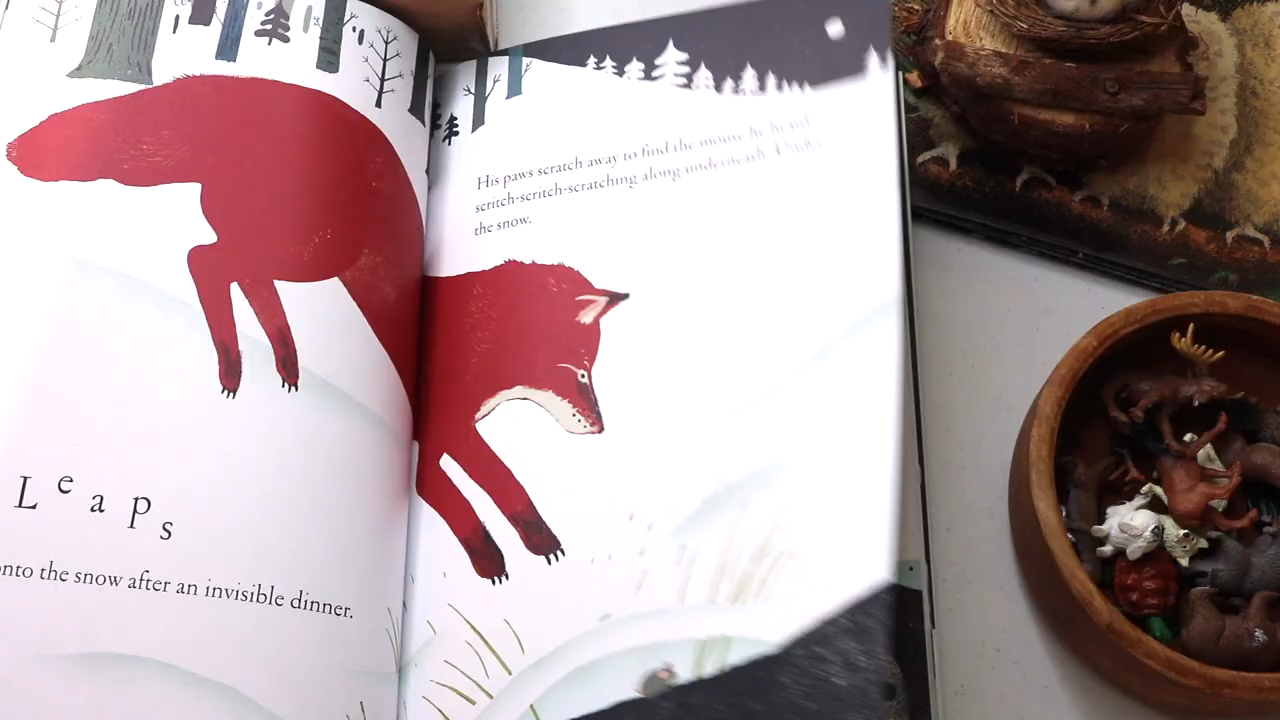 Leaps
onto the snow after an invisible dinner.
His paws scratch away to find the mouse he heard
scritch-scritch-scratching along underneath
the snow.